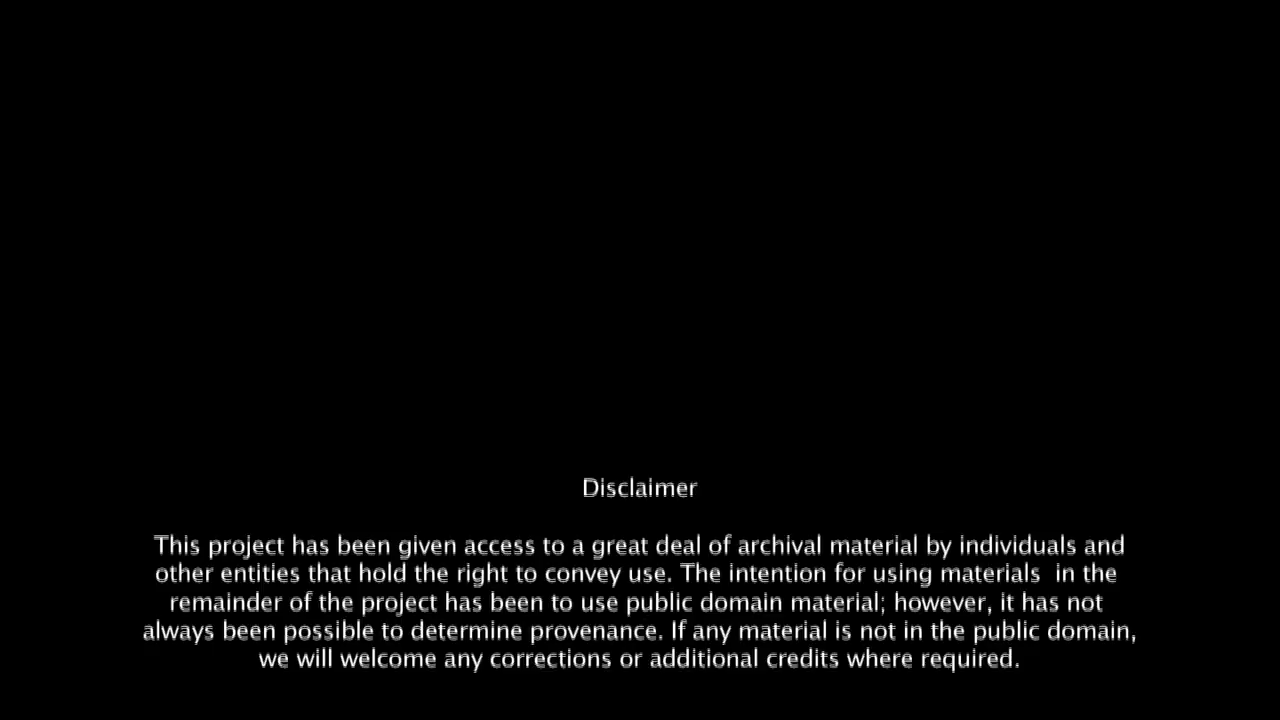 Disclaimer
This project has been given access to a great deal of archival material by individuals and
other entities that hold the right to convey use. The intention for using materials  in the
remainder of the project has been to use public domain material; however, it has not
always been possible to determine provenance. If any material is not in the public domain,
we will welcome any corrections or additional credits where required.